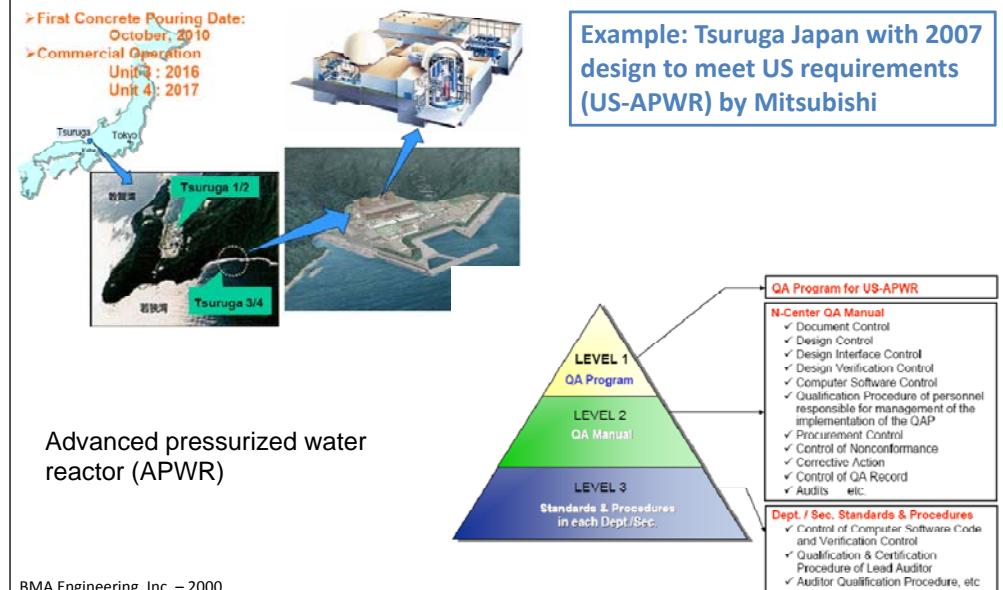 ➢First Concrete Pouring Date:
October, 2010
➢Commercial Operation
Unit 3 : 2016
Unit 4 : 2017
Example: Tsuruga Japan with 2007
design to meet US requirements
(US-APWR) by Mitsubishi
Tsuruga
Tokyo
敦賀湾
Tsuruga 1/2
Tsuruga 3/4
若狭湾
Advanced pressurized water
reactor (APWR)
LEVEL 1
QA Program
LEVEL 2
QA Manual
LEVEL 3
Standards & Procedures
in each Dept./Sec.
QA Program for US-APWR
N-Center QA Manual
✓ Document Control
✓ Design Control
✓ Design Interface Control
✓ Design Verification Control
✓ Computer Software Control
✓ Qualification Procedure of personnel
responsible for management of the
implementation of the QAP
✓ Procurement Control
✓ Control of Nonconformance
✓ Corrective Action
✓ Control of QA Record
✓ Audits etc.
Dept. / Sec. Standards & Procedures
✓ Control of Computer Software Code
and Verification Control
✓ Qualification & Certification
Procedure of Lead Auditor
✓ Auditor Qualification Procedure, etc
BMA Engineering, Inc. – 2000